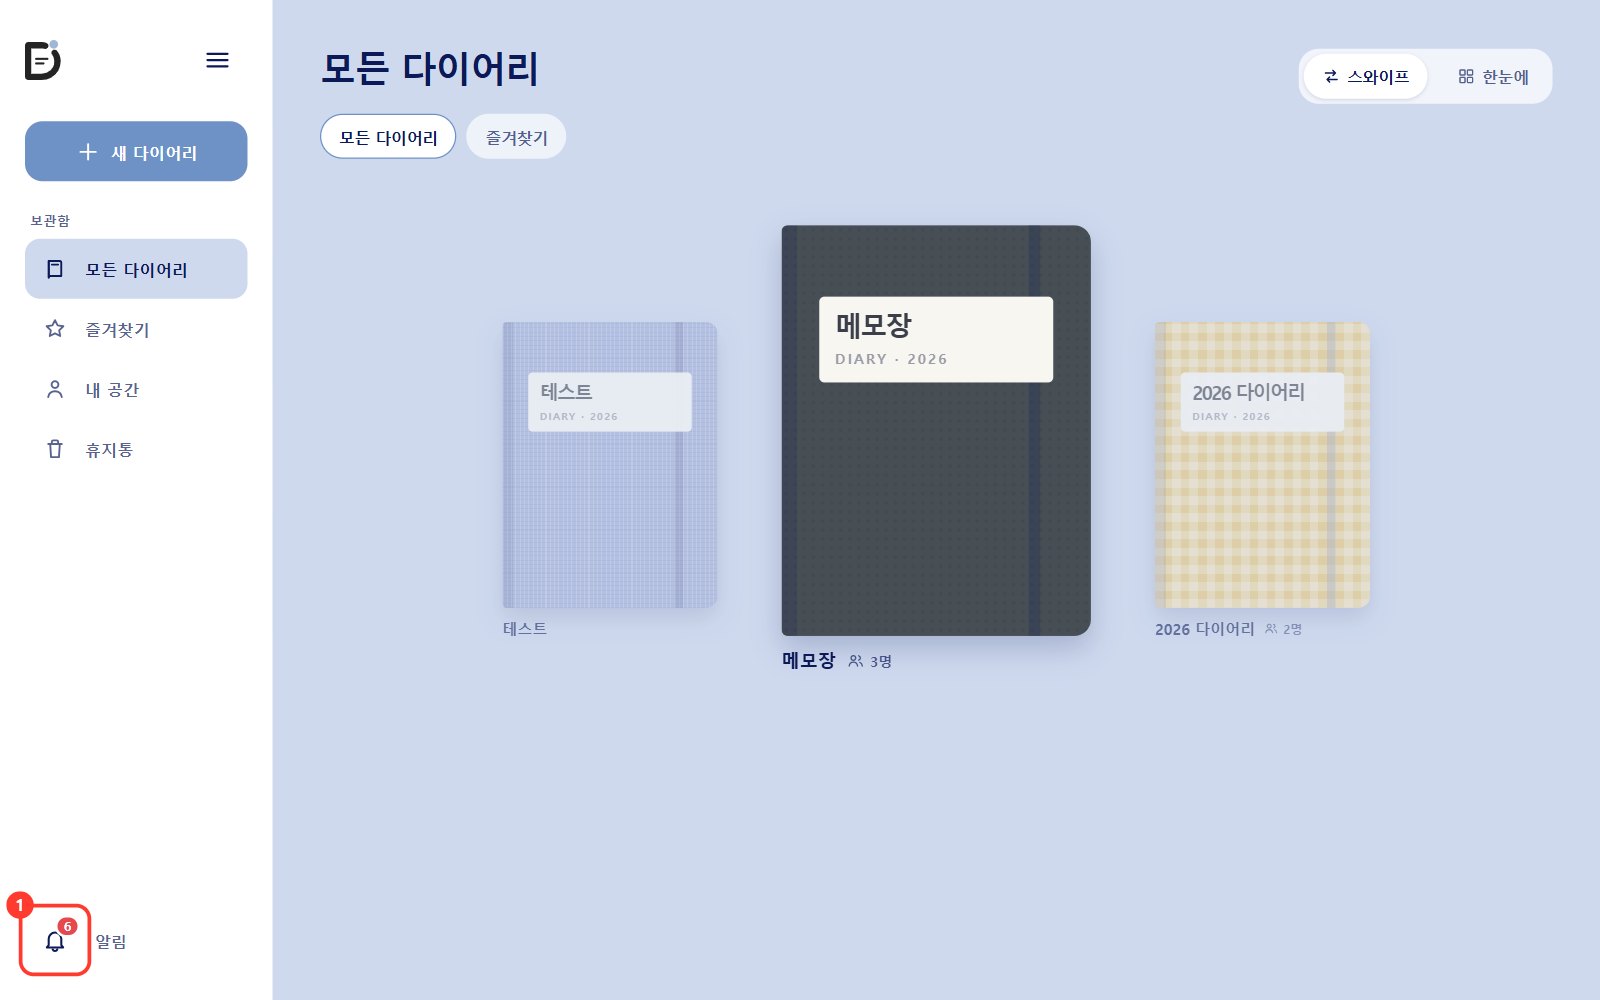 새 다이어리
보관함
모든 다이어리
즐겨찾기
내 공간
휴지통
1
6
알림
모든 다이어리
스와이프
한눈에
모든 다이어리
즐겨찾기
테스트
DIARY · 2026
테스트
메모장
DIARY · 2026
메모장
3명
2026 다이어리
DIARY · 2026
2026 다이어리
2명